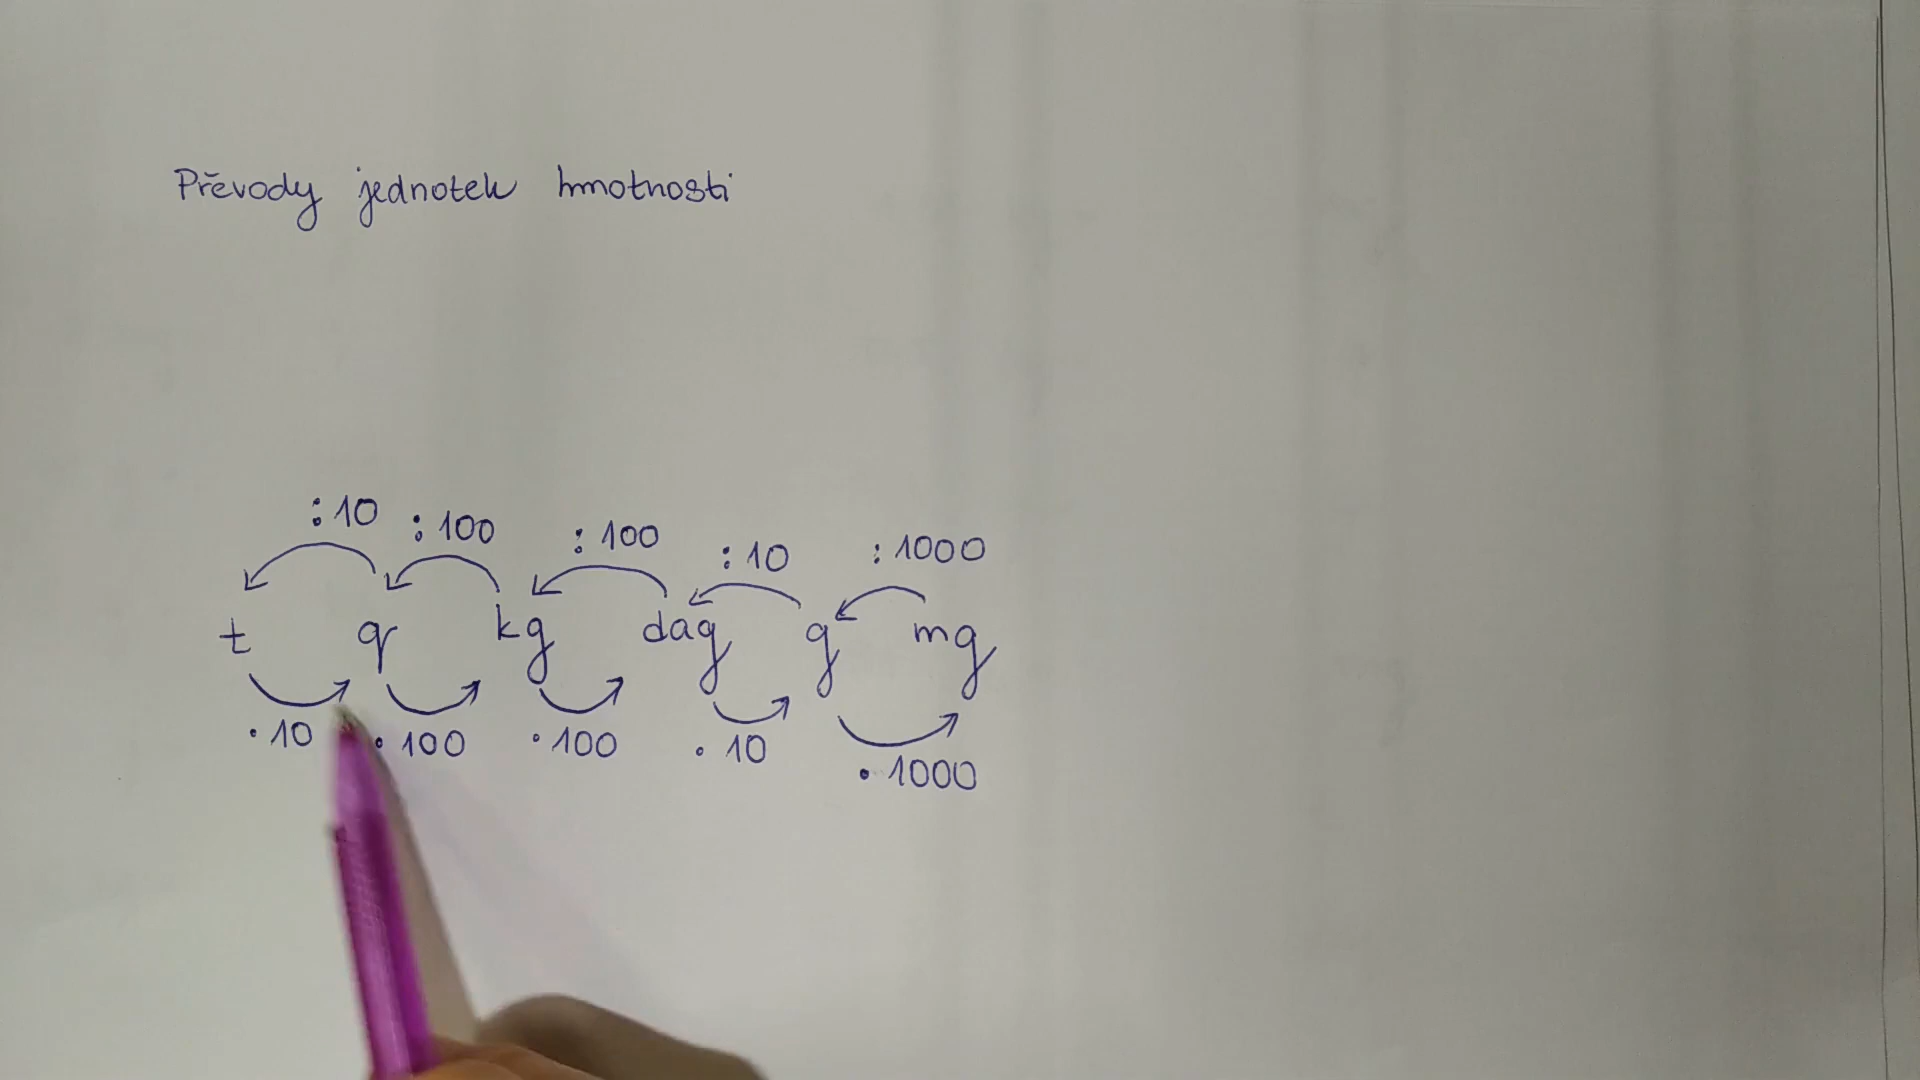 Převody jednotek hmotnosti
:10 :100 :100 :10 :1000
t q kg dag g mg
·10 ·100 ·100 ·10 ·1000